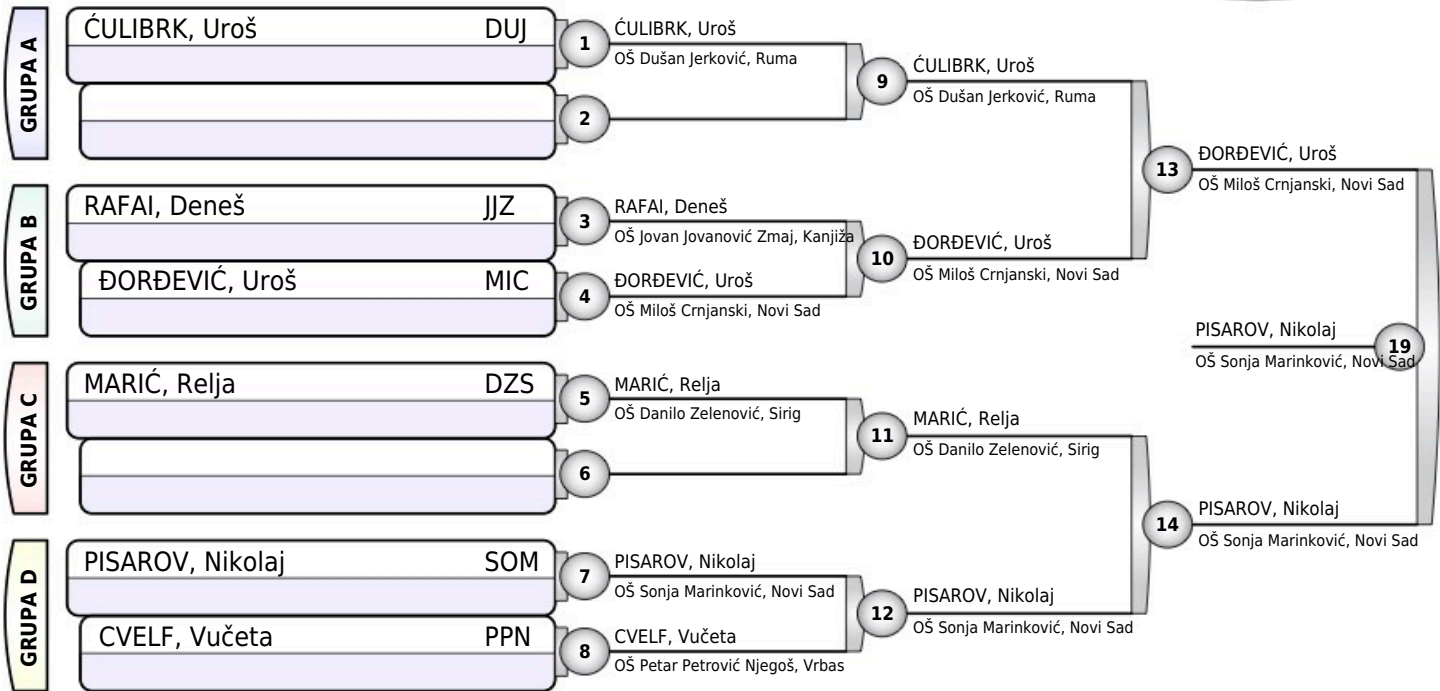 GRUPA A
ĆULIBRK, Uroš DUJ
1
2
ĆULIBRK, Uroš
OŠ Dušan Jerković, Ruma
9
ĆULIBRK, Uroš
OŠ Dušan Jerković, Ruma
GRUPA B
RAFAI, Deneš JJZ
ĐORĐEVIĆ, Uroš MIC
3
4
RAFAI, Deneš
OŠ Jovan Jovanović Zmaj, Kanjiža
ĐORĐEVIĆ, Uroš
OŠ Miloš Crnjanski, Novi Sad
10
ĐORĐEVIĆ, Uroš
OŠ Miloš Crnjanski, Novi Sad
13
ĐORĐEVIĆ, Uroš
OŠ Miloš Crnjanski, Novi Sad
GRUPA C
MARIĆ, Relja DZS
5
6
MARIĆ, Relja
OŠ Danilo Zelenović, Sirig
11
MARIĆ, Relja
OŠ Danilo Zelenović, Sirig
GRUPA D
PISAROV, Nikolaj SOM
CVELF, Vučeta PPN
7
8
PISAROV, Nikolaj
OŠ Sonja Marinković, Novi Sad
CVELF, Vučeta
OŠ Petar Petrović Njegoš, Vrbas
12
PISAROV, Nikolaj
OŠ Sonja Marinković, Novi Sad
14
PISAROV, Nikolaj
OŠ Sonja Marinković, Novi Sad
PISAROV, Nikolaj
OŠ Sonja Marinković, Novi Sad
19